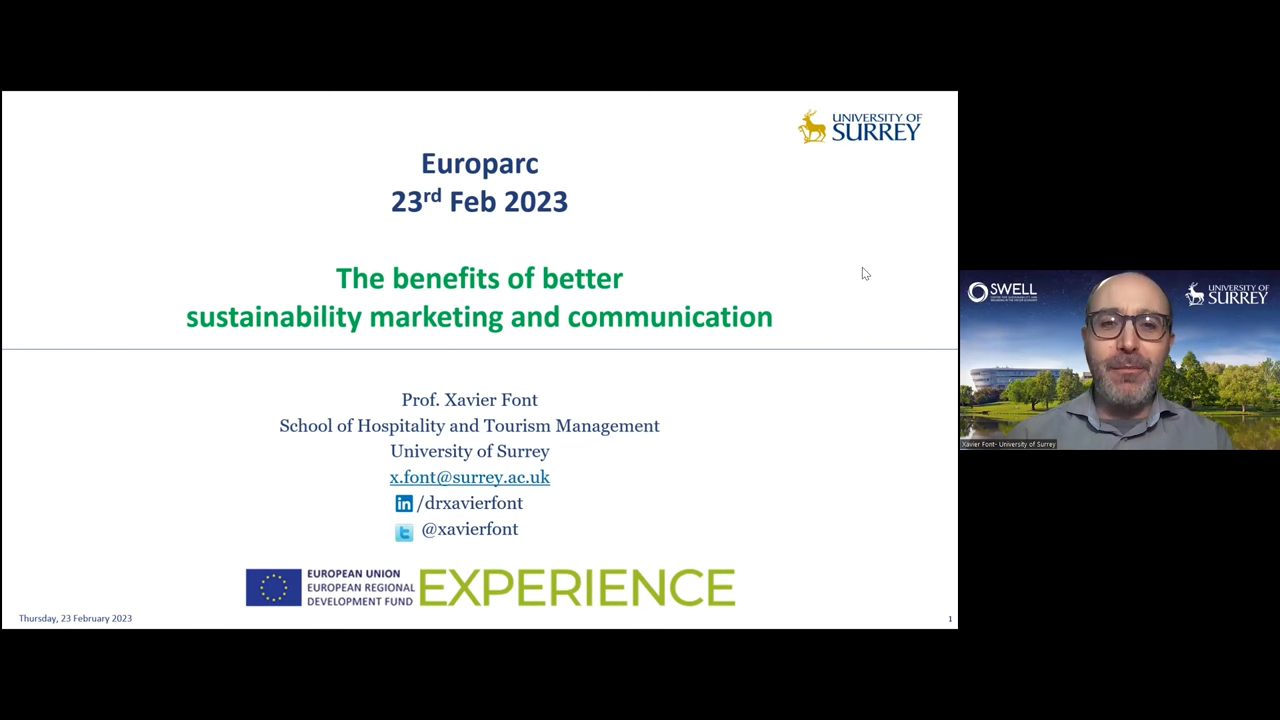 UNIVERSITY OF
SURREY
Europarc
23rd Feb 2023
The benefits of better
sustainability marketing and communication
Prof. Xavier Font
School of Hospitality and Tourism Management
University of Surrey
x.font@surrey.ac.uk
in /drxavierfont
t @xavierfont
EUROPEAN UNION
EUROPEAN REGIONAL
DEVELOPMENT FUND
EXPERIENCE
Thursday, 23 February 2023
1
SWELL
UNIVERSITY OF
SURREY
Xavier Font- University of Surrey